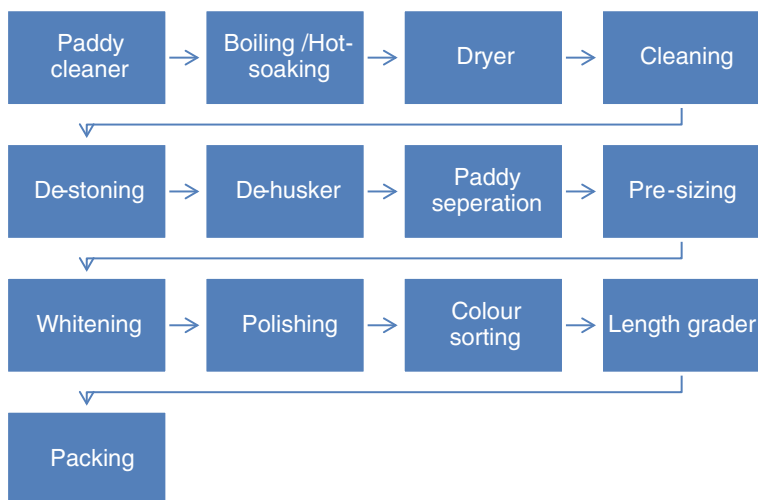 Paddy
cleaner
Boiling /Hot-
soaking
Dryer
Cleaning
De-stoning
De-husker
Paddy
seperation
Pre-sizing
Whitening
Polishing
Colour
sorting
Length grader
Packing